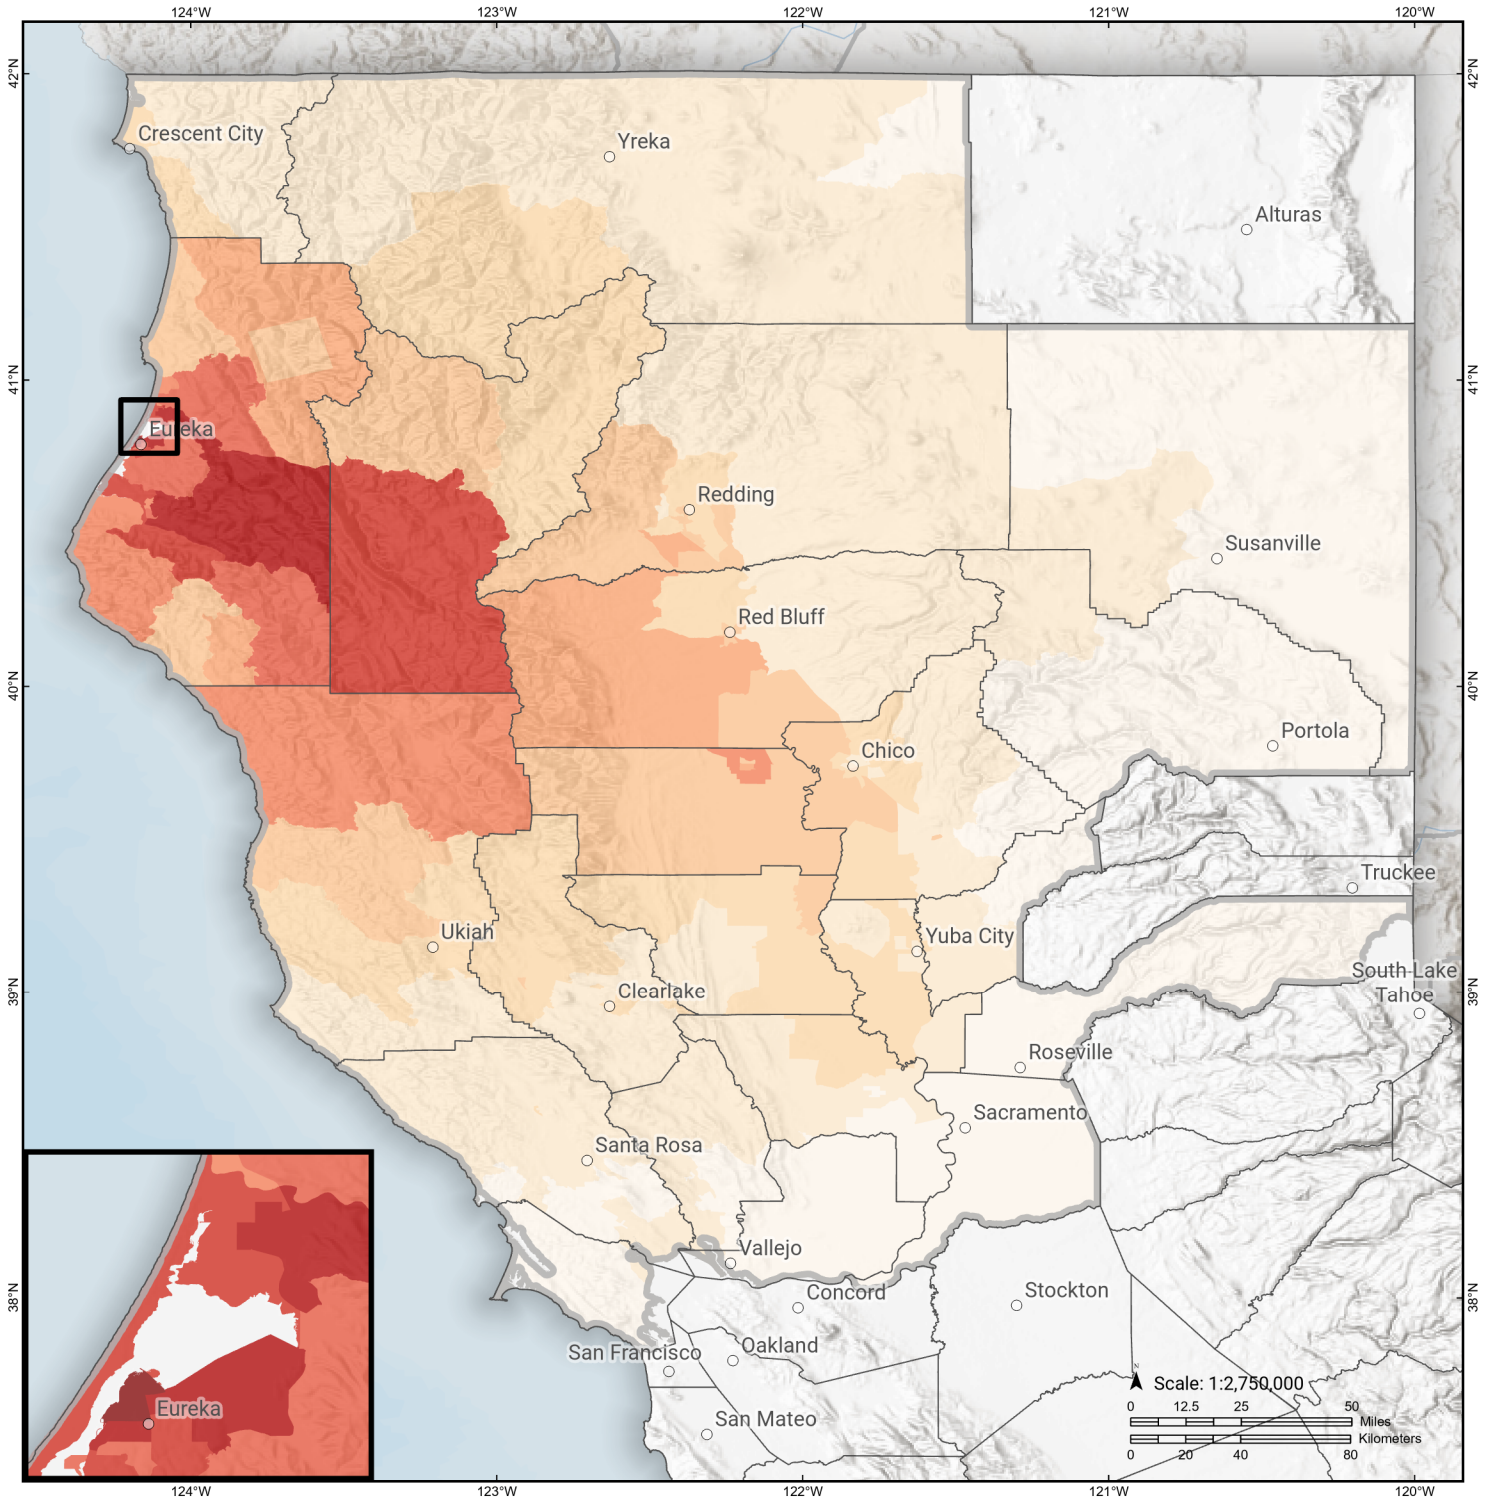 124°W 123°W 122°W 121°W 120°W
42°N 42°N
Crescent City
Yreka
Alturas
41°N 41°N
Eureka
Redding
Susanville
Red Bluff
40°N 40°N
Portola
Chico
Truckee
Ukiah
Yuba City
South Lake
Tahoe
39°N 39°N
Clearlake
Roseville
Sacramento
Santa Rosa
Vallejo
38°N 38°N
Concord
Stockton
San Francisco
Oakland
N
Scale: 1:2,750,000
0 12.5 25 50
Miles
Kilometers
0 20 40 80
Eureka
San Mateo
124°W 123°W 122°W 121°W 120°W